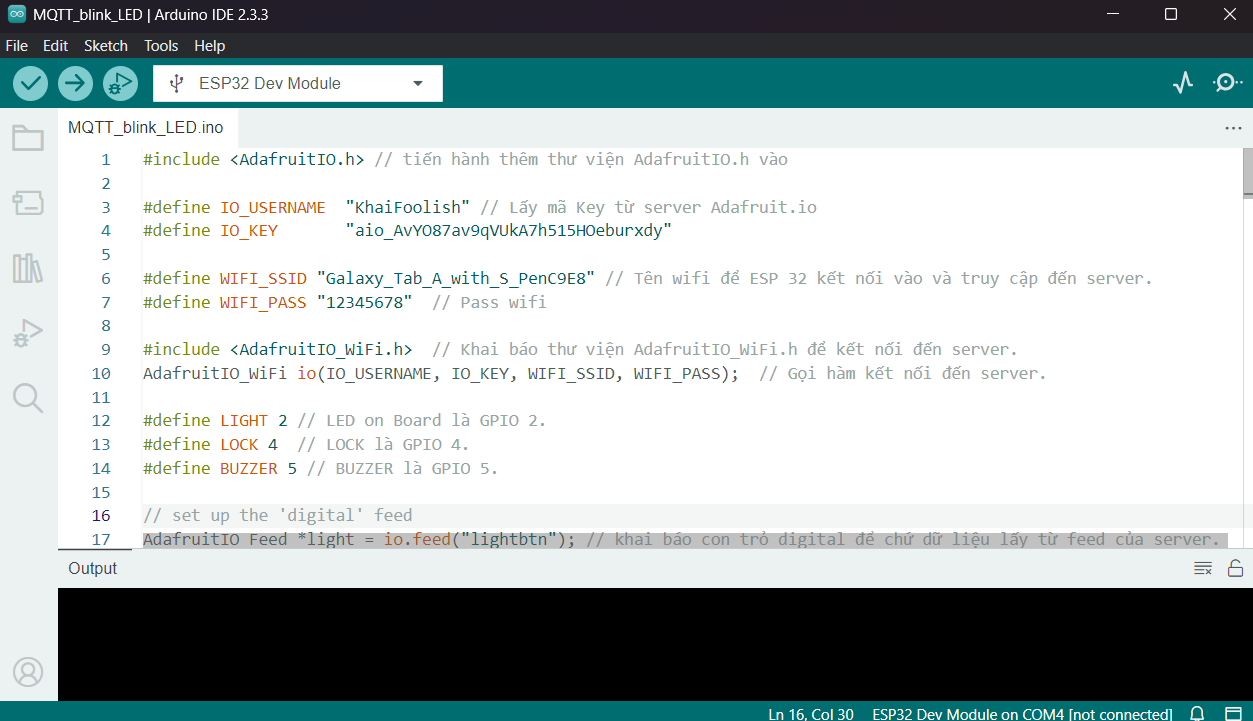 MQTT_blink_LED | Arduino IDE 2.3.3
File Edit Sketch Tools Help
ESP32 Dev Module
MQTT_blink_LED.ino
1 #include <AdafruitIO.h> // tiến hành thêm thư viện AdafruitIO.h vào
2
3 #define IO_USERNAME "KhaiFoolish" // Lấy mã Key từ server Adafruit.io
4 #define IO_KEY "aio_AvYO87av9qVUkA7h515HOeburxdy"
5
6 #define WIFI_SSID "Galaxy_Tab_A_with_S_PenC9E8" // Tên wifi để ESP 32 kết nối vào và truy cập đến server.
7 #define WIFI_PASS "12345678" // Pass wifi
8
9 #include <AdafruitIO_WiFi.h> // Khai báo thư viện AdafruitIO_WiFi.h để kết nối đến server.
10 AdafruitIO_WiFi io(IO_USERNAME, IO_KEY, WIFI_SSID, WIFI_PASS); // Gọi hàm kết nối đến server.
11
12 #define LIGHT 2 // LED on Board là GPIO 2.
13 #define LOCK 4 // LOCK là GPIO 4.
14 #define BUZZER 5 // BUZZER là GPIO 5.
15
16 // set up the 'digital' feed
17 AdafruitIO_Feed *light = io.feed("lightbtn"); // khai báo con trỏ digital để chứ dữ liệu lấy từ feed của server.
Output
Ln 16, Col 30 ESP32 Dev Module on COM4 [not connected]